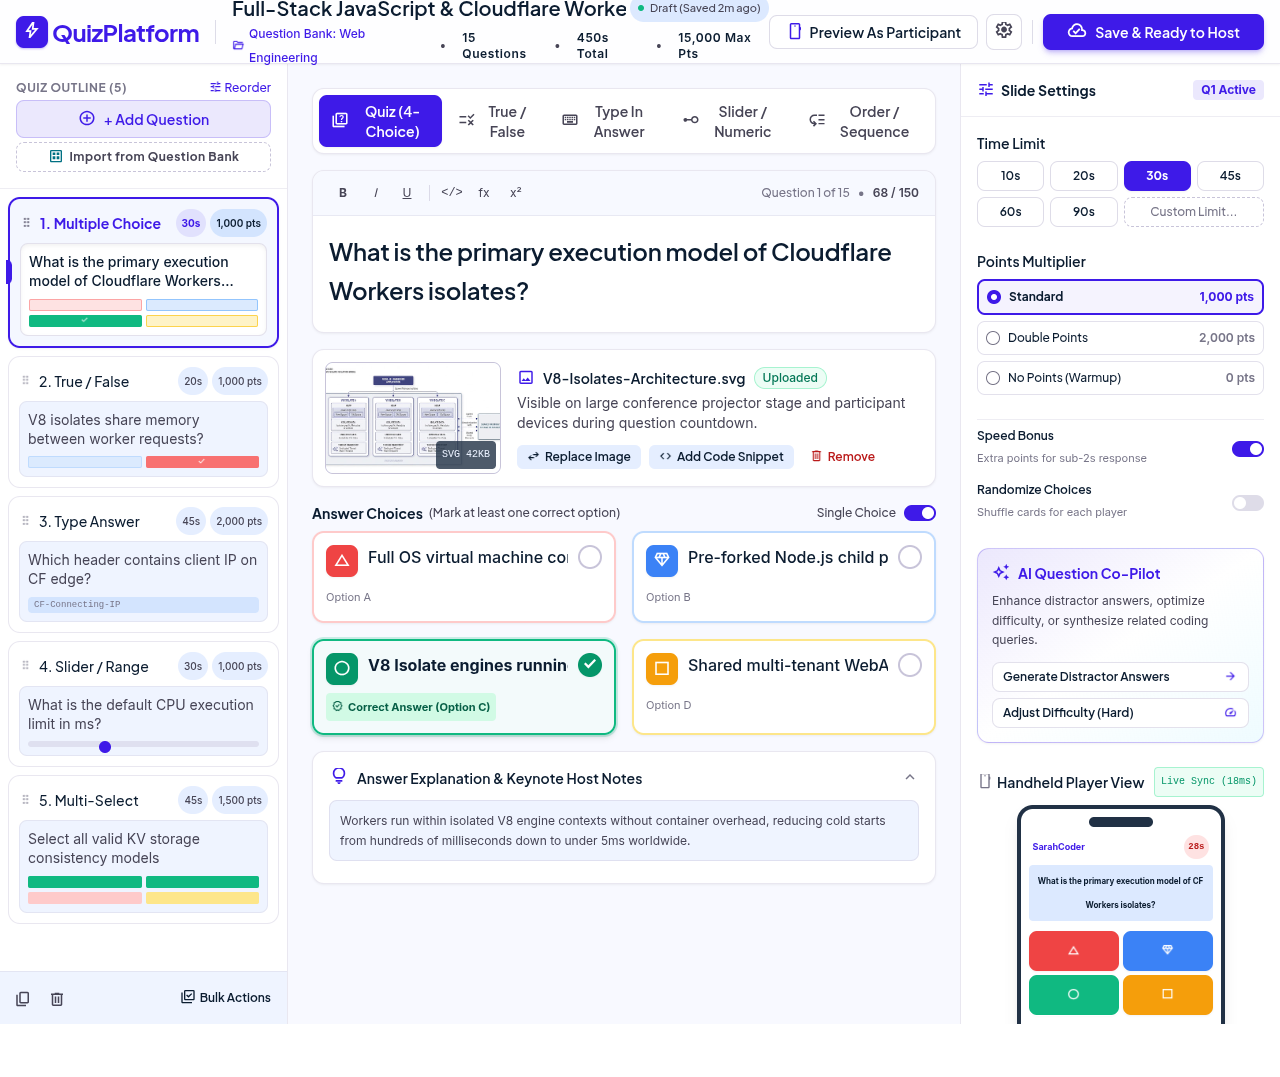 QuizPlatform
Full-Stack JavaScript & Cloudflare Worke
Draft (Saved 2m ago)
Question Bank: Web Engineering
•
15 Questions
•
450s Total
•
15,000 Max Pts
Preview As Participant
Save & Ready to Host
QUIZ OUTLINE (5)
Reorder
+ Add Question
Import from Question Bank
1. Multiple Choice
30s
1,000 pts
What is the primary execution
model of Cloudflare Workers...
2. True / False
20s
1,000 pts
V8 isolates share memory
between worker requests?
3. Type Answer
45s
2,000 pts
Which header contains client IP on
CF edge?
CF-Connecting-IP
4. Slider / Range
30s
1,000 pts
What is the default CPU execution
limit in ms?
5. Multi-Select
45s
1,500 pts
Select all valid KV storage
consistency models
Bulk Actions
Quiz (4-
Choice)
True /
False
Type In
Answer
Slider /
Numeric
Order /
Sequence
B I U </> fx x²
Question 1 of 15 • 68 / 150
What is the primary execution model of Cloudflare
Workers isolates?
SVG 42KB
V8-Isolates-Architecture.svg
Uploaded
Visible on large conference projector stage and participant
devices during question countdown.
Replace Image
Add Code Snippet
Remove
Answer Choices (Mark at least one correct option)
Single Choice
Full OS virtual machine co
Option A
Pre-forked Node.js child p
Option B
V8 Isolate engines runnin
Correct Answer (Option C)
Shared multi-tenant WebA
Option D
Answer Explanation & Keynote Host Notes
Workers run within isolated V8 engine contexts without container overhead, reducing cold starts
from hundreds of milliseconds down to under 5ms worldwide.
Slide Settings
Q1 Active
Time Limit
10s
20s
30s
45s
60s
90s
Custom Limit...
Points Multiplier
Standard
1,000 pts
Double Points
2,000 pts
No Points (Warmup)
0 pts
Speed Bonus
Extra points for sub-2s response
Randomize Choices
Shuffle cards for each player
AI Question Co-Pilot
Enhance distractor answers, optimize
difficulty, or synthesize related coding
queries.
Generate Distractor Answers
Adjust Difficulty (Hard)
Handheld Player View
Live Sync (18ms)
SarahCoder
28s
What is the primary execution model of CF
Workers isolates?